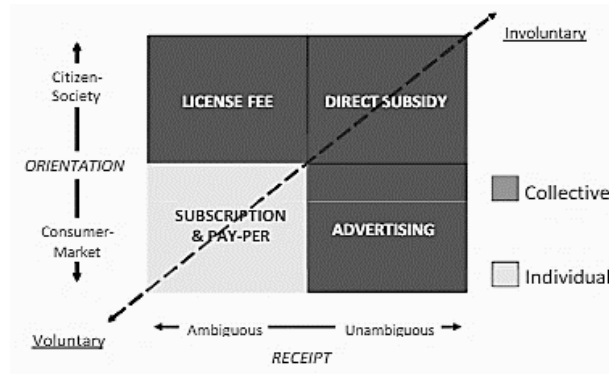 Involuntary
Citizen-
Society
LICENSE FEE
DIRECT SUBSIDY
ORIENTATION
Collective
SUBSCRIPTION
& PAY-PER
ADVERTISING
Consumer-
Market
Individual
Voluntary
Ambiguous
Unambiguous
RECEIPT